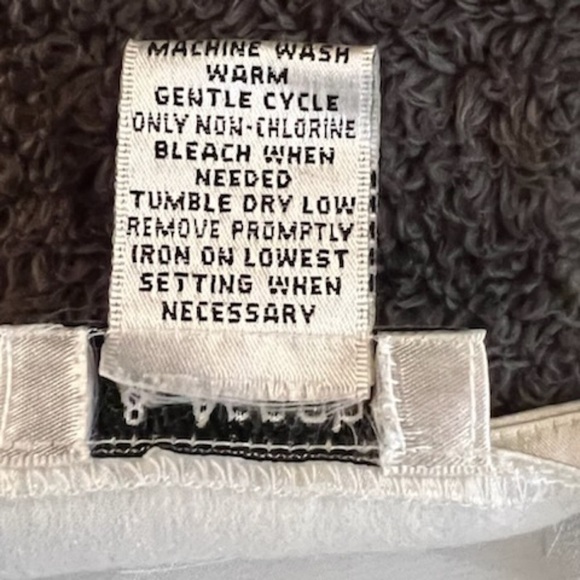 MACHINE WASH
WARM
GENTLE CYCLE
ONLY NON-CHLORINE
BLEACH WHEN
NEEDED
TUMBLE DRY LOW
REMOVE PROMPTLY
IRON ON LOWEST
SETTING WHEN
NECESSARY